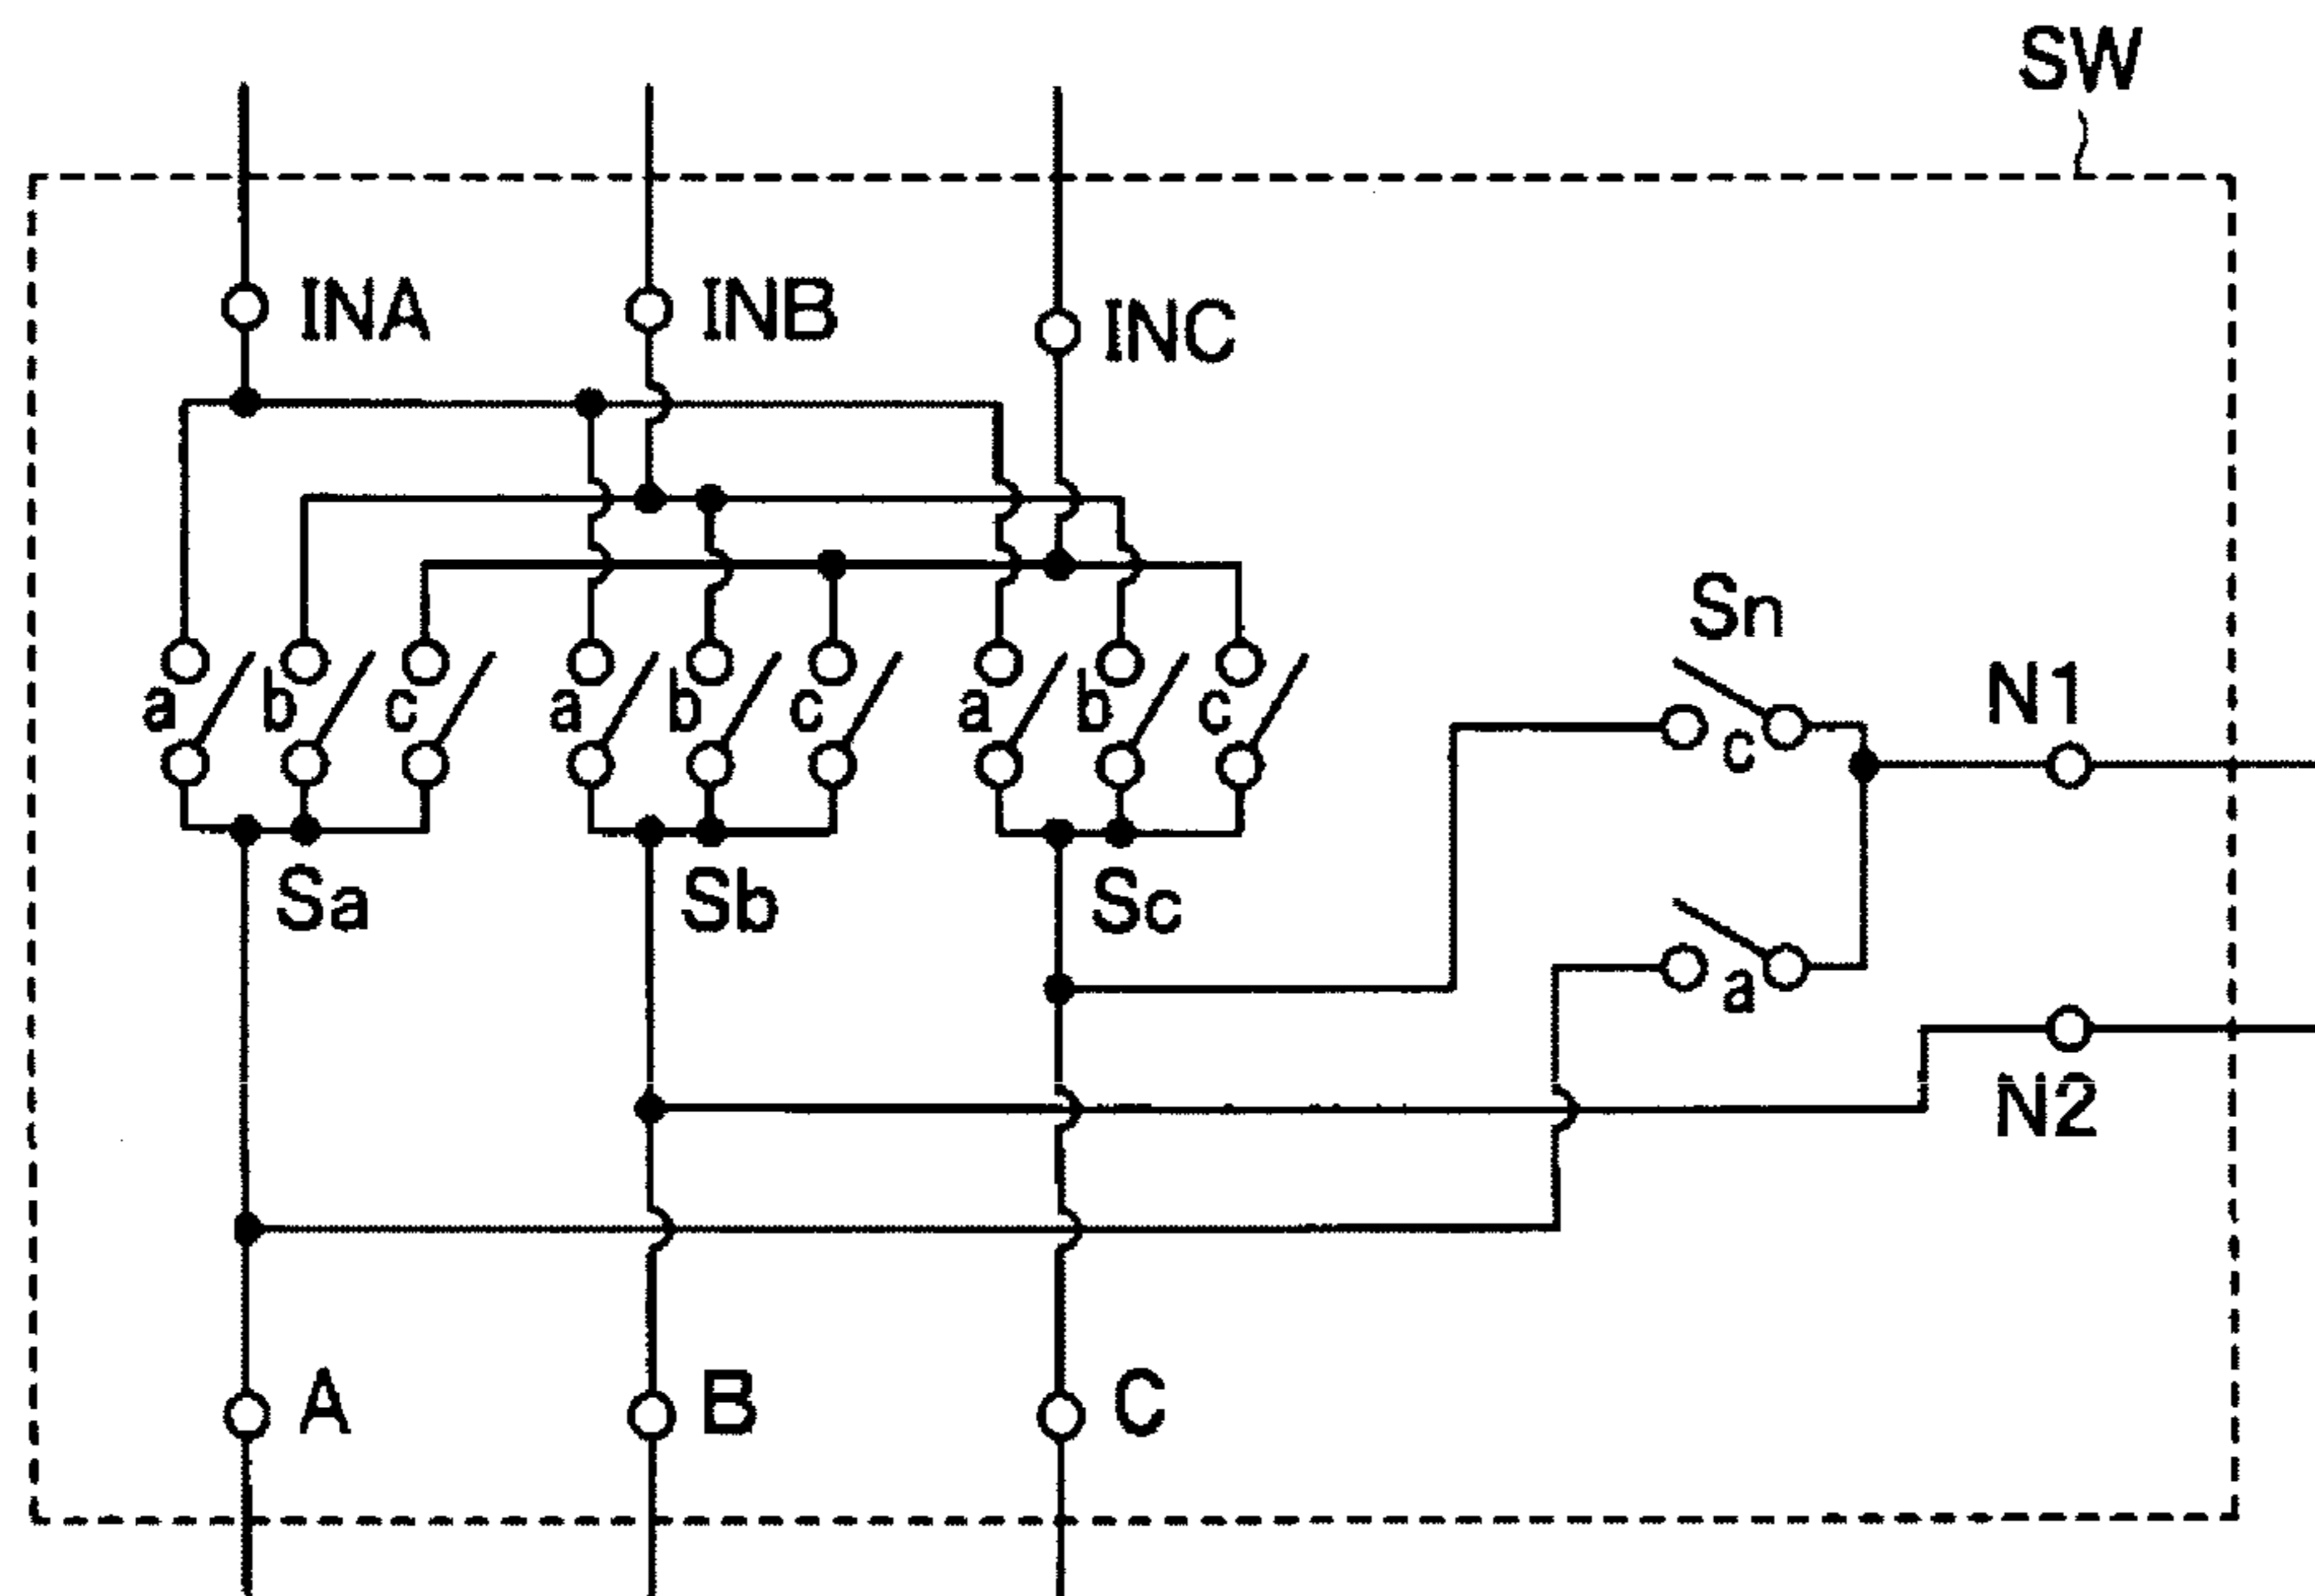 SW
INA INB INC
Sn
N1
a b c a b c a b c c
Sa Sb Sc
a
N2
A B C